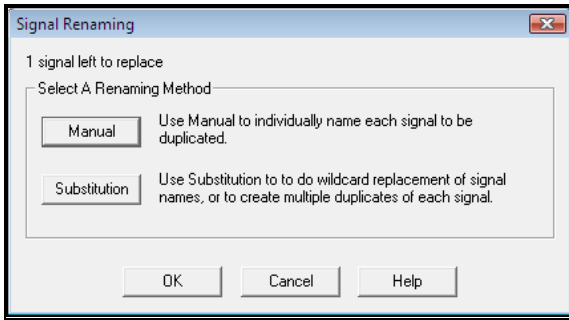 Signal Renaming
1 signal left to replace
Select A Renaming Method
Manual
Use Manual to individually name each signal to be
duplicated.
Substitution
Use Substitution to to do wildcard replacement of signal
names, or to create multiple duplicates of each signal.
OK Cancel Help